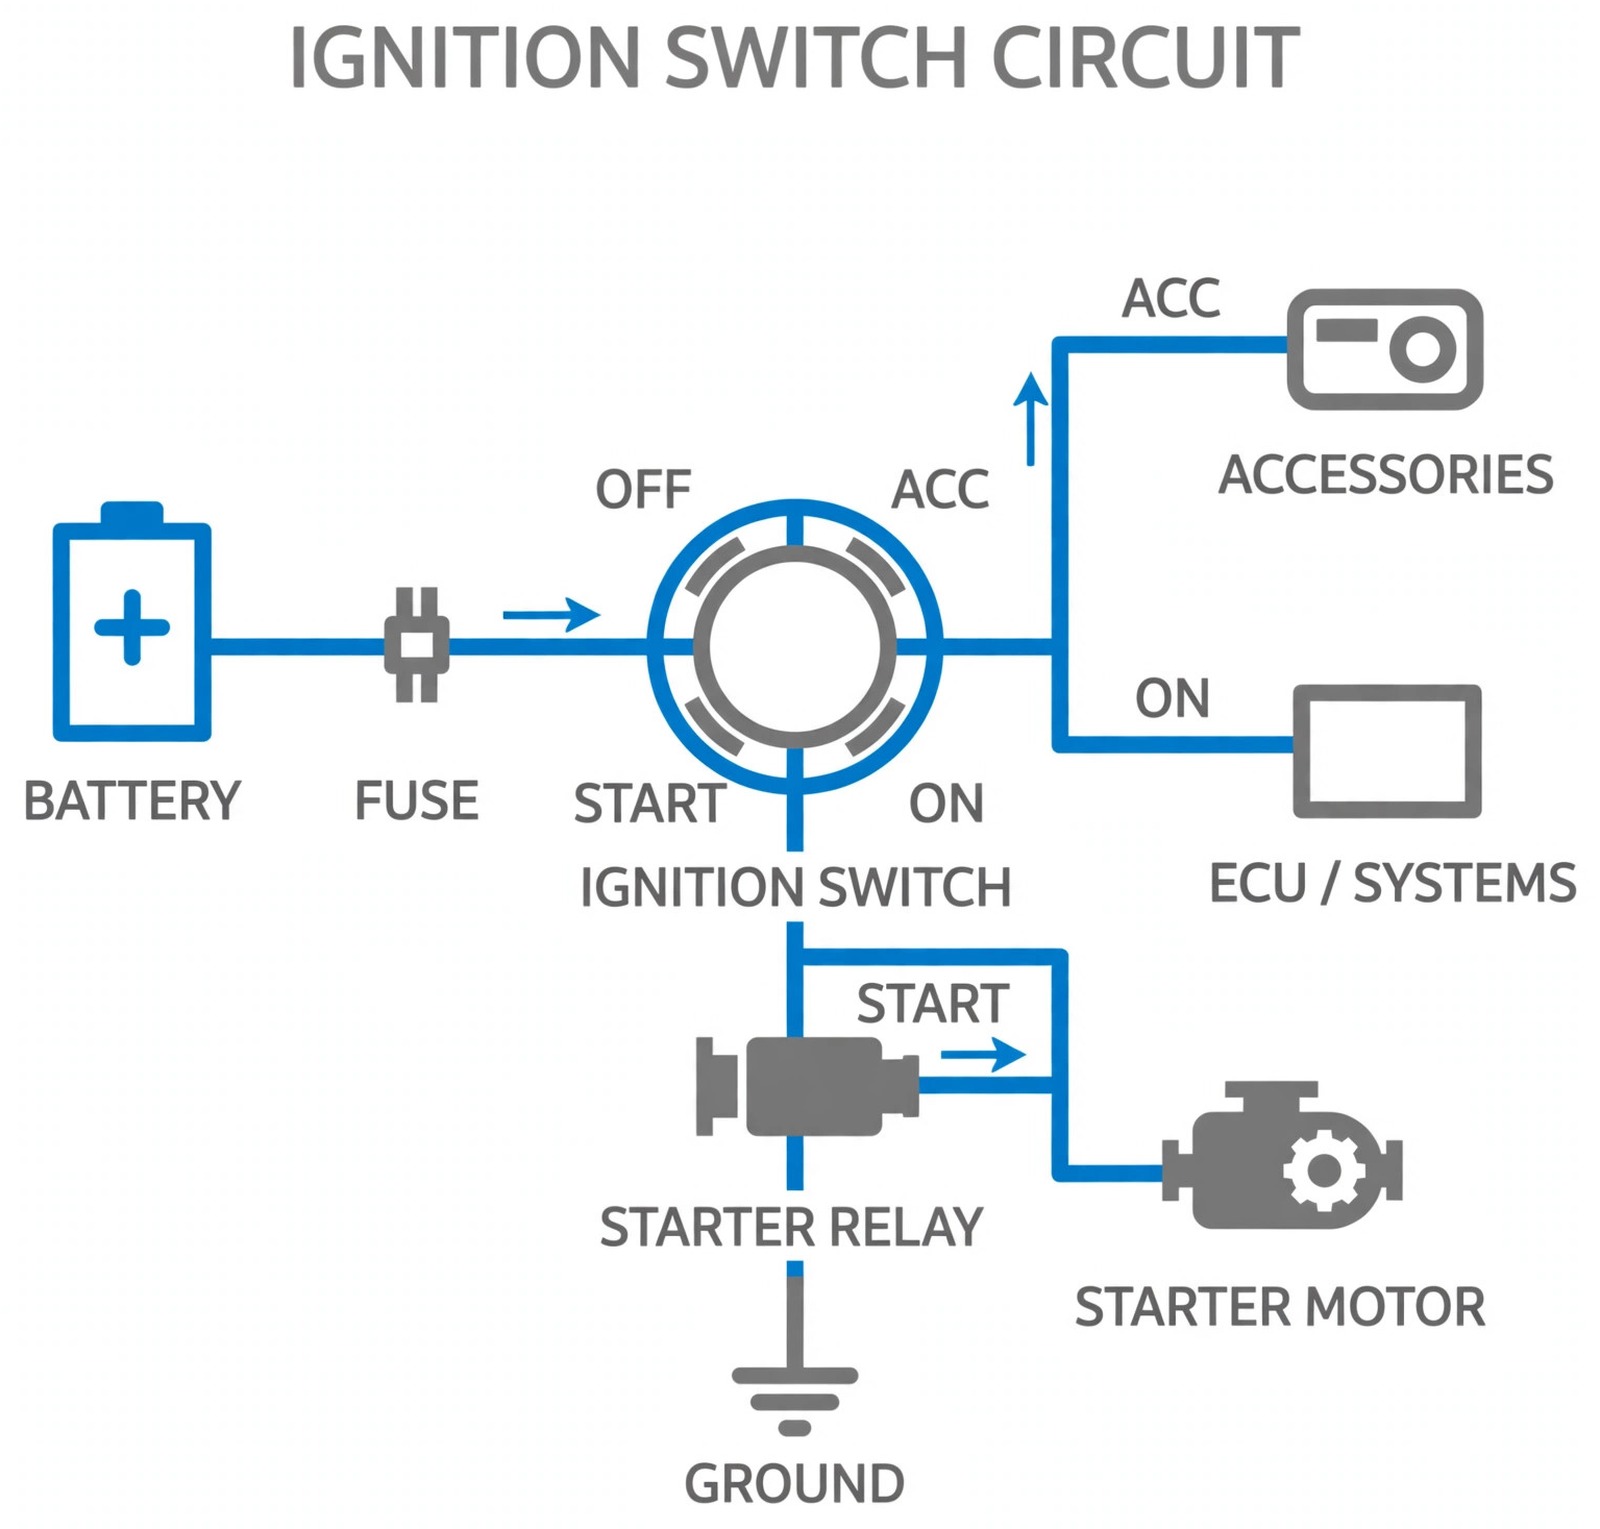 IGNITION SWITCH CIRCUIT
ACC
ACCESSORIES
OFF
ACC
ON
BATTERY
FUSE
START
ON
IGNITION SWITCH
ECU / SYSTEMS
START
STARTER RELAY
STARTER MOTOR
GROUND